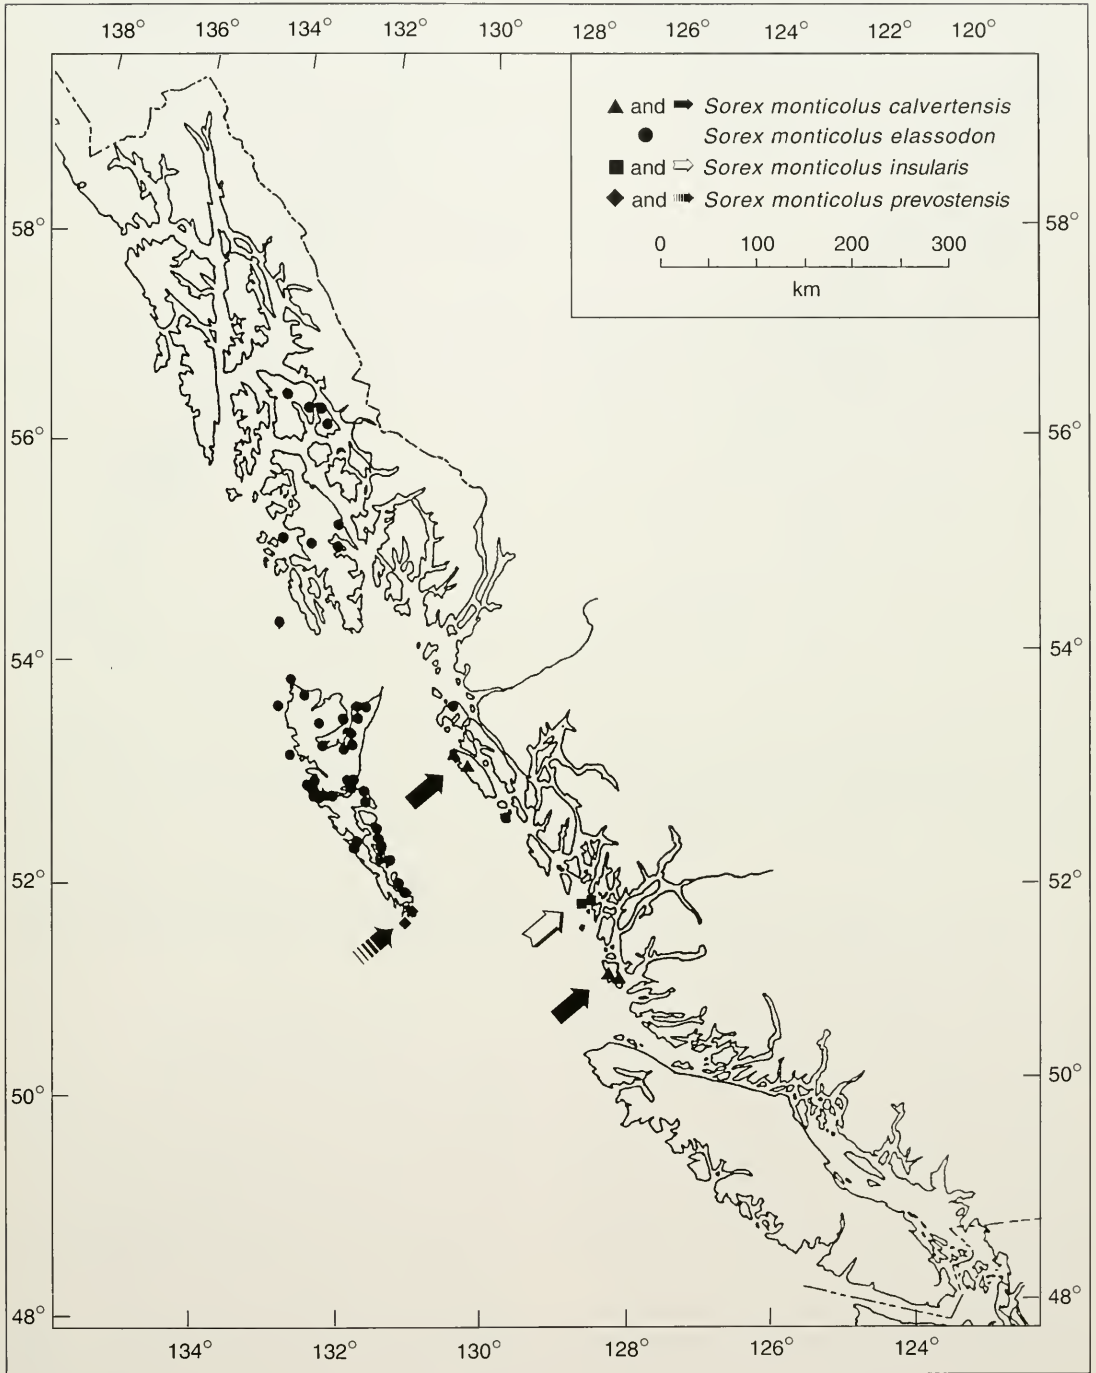 138° 136° 134° 132° 130° 128° 126° 124° 122° 120°
▲ and ➡ Sorex monticolus calvertensis
● Sorex monticolus elassodon
■ and ⇨ Sorex monticolus insularis
◆ and ➠ Sorex monticolus prevostensis
0 100 200 300
km
58° 58°
56° 56°
54° 54°
52° 52°
50° 50°
48° 48°
134° 132° 130° 128° 126° 124°